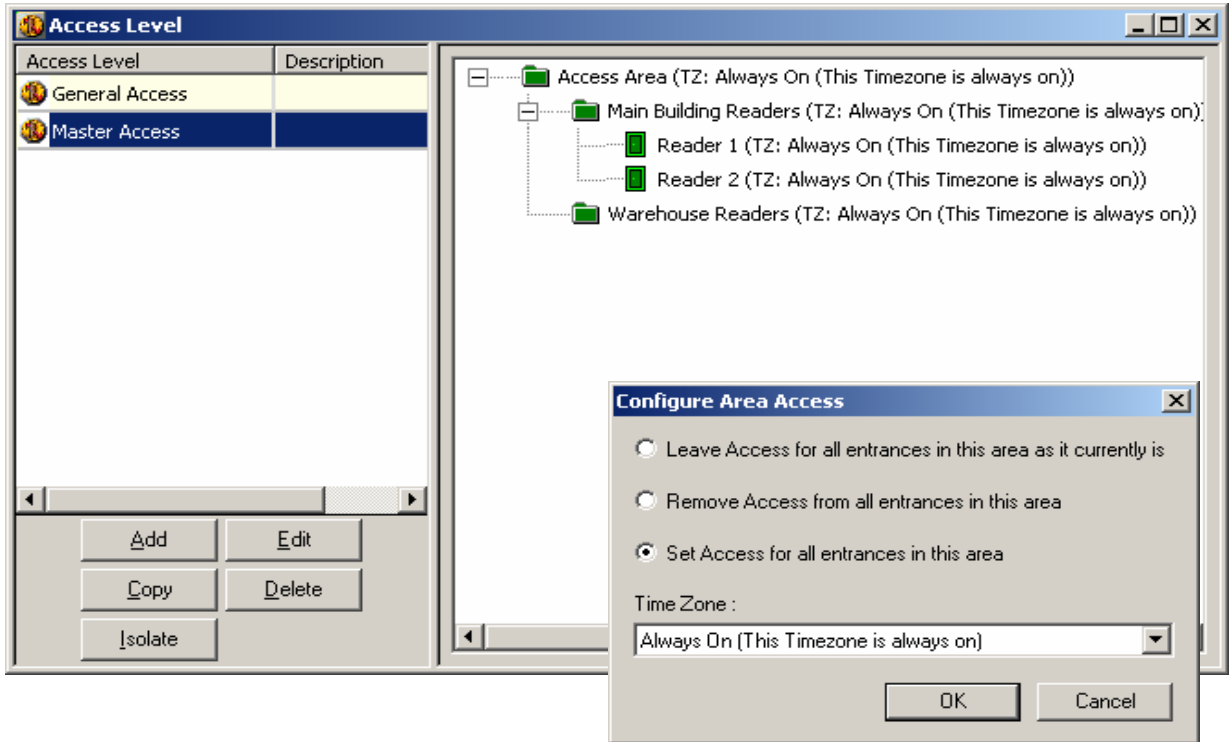 Access Level
Access Level Description
General Access
Master Access
Access Area (TZ: Always On (This Timezone is always on))
Main Building Readers (TZ: Always On (This Timezone is always on)
Reader 1 (TZ: Always On (This Timezone is always on))
Reader 2 (TZ: Always On (This Timezone is always on))
Warehouse Readers (TZ: Always On (This Timezone is always on))
Add Edit
Copy Delete
Isolate
Configure Area Access
Leave Access for all entrances in this area as it currently is
Remove Access from all entrances in this area
Set Access for all entrances in this area
Time Zone :
Always On (This Timezone is always on)
OK Cancel